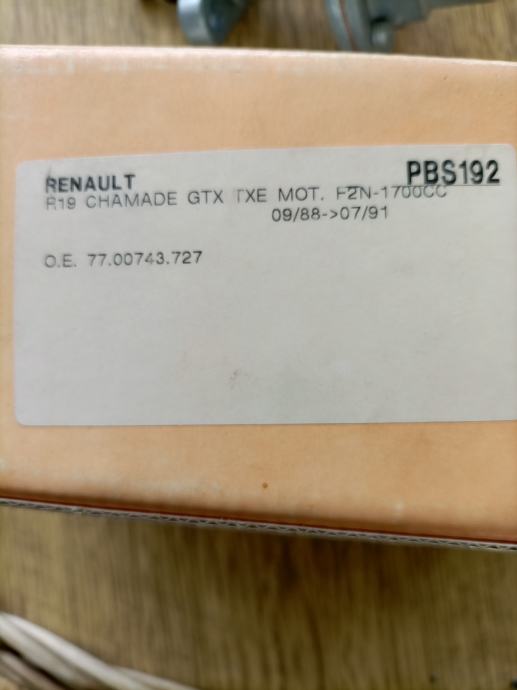 RENAULT PBS192
R19 CHAMADE GTX TXE MOT. F2N-1700CC
09/88->07/91
O.E. 77.00743.727